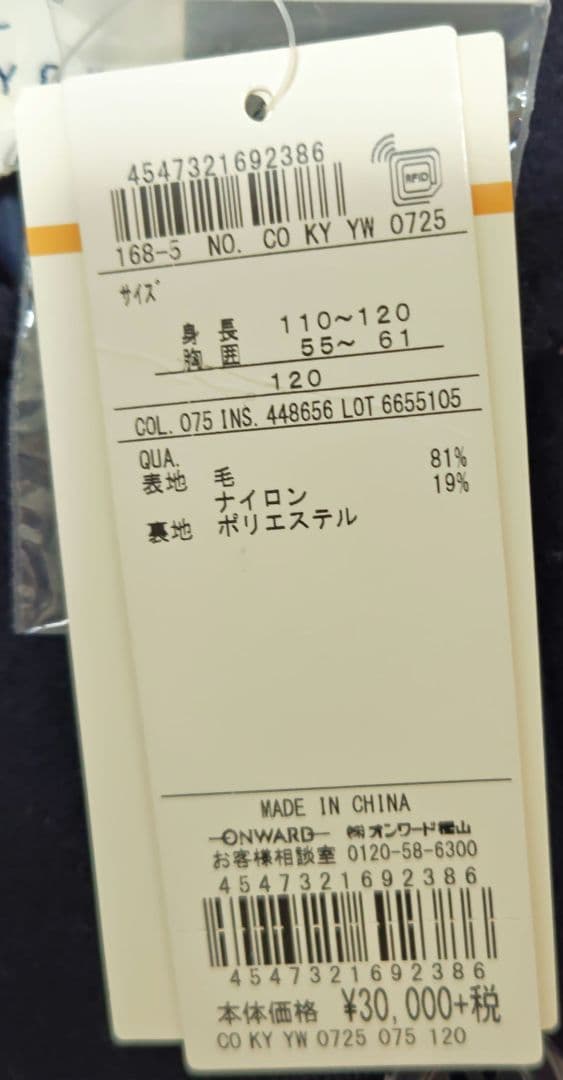 4547321692386
RFID
168-5 NO. CO KY YW 0725
サイズ
身長 110～120
胸囲 55～ 61
120
COL. 075 INS. 448656 LOT 6655105
QUA.
表地 毛 81%
ナイロン 19%
裏地 ポリエステル
MADE IN CHINA
ONWARD ㈱オンワード樫山
お客様相談室 0120-58-6300
4547321692386
4547321692386
本体価格 ¥30,000+税
CO KY YW 0725 075 120